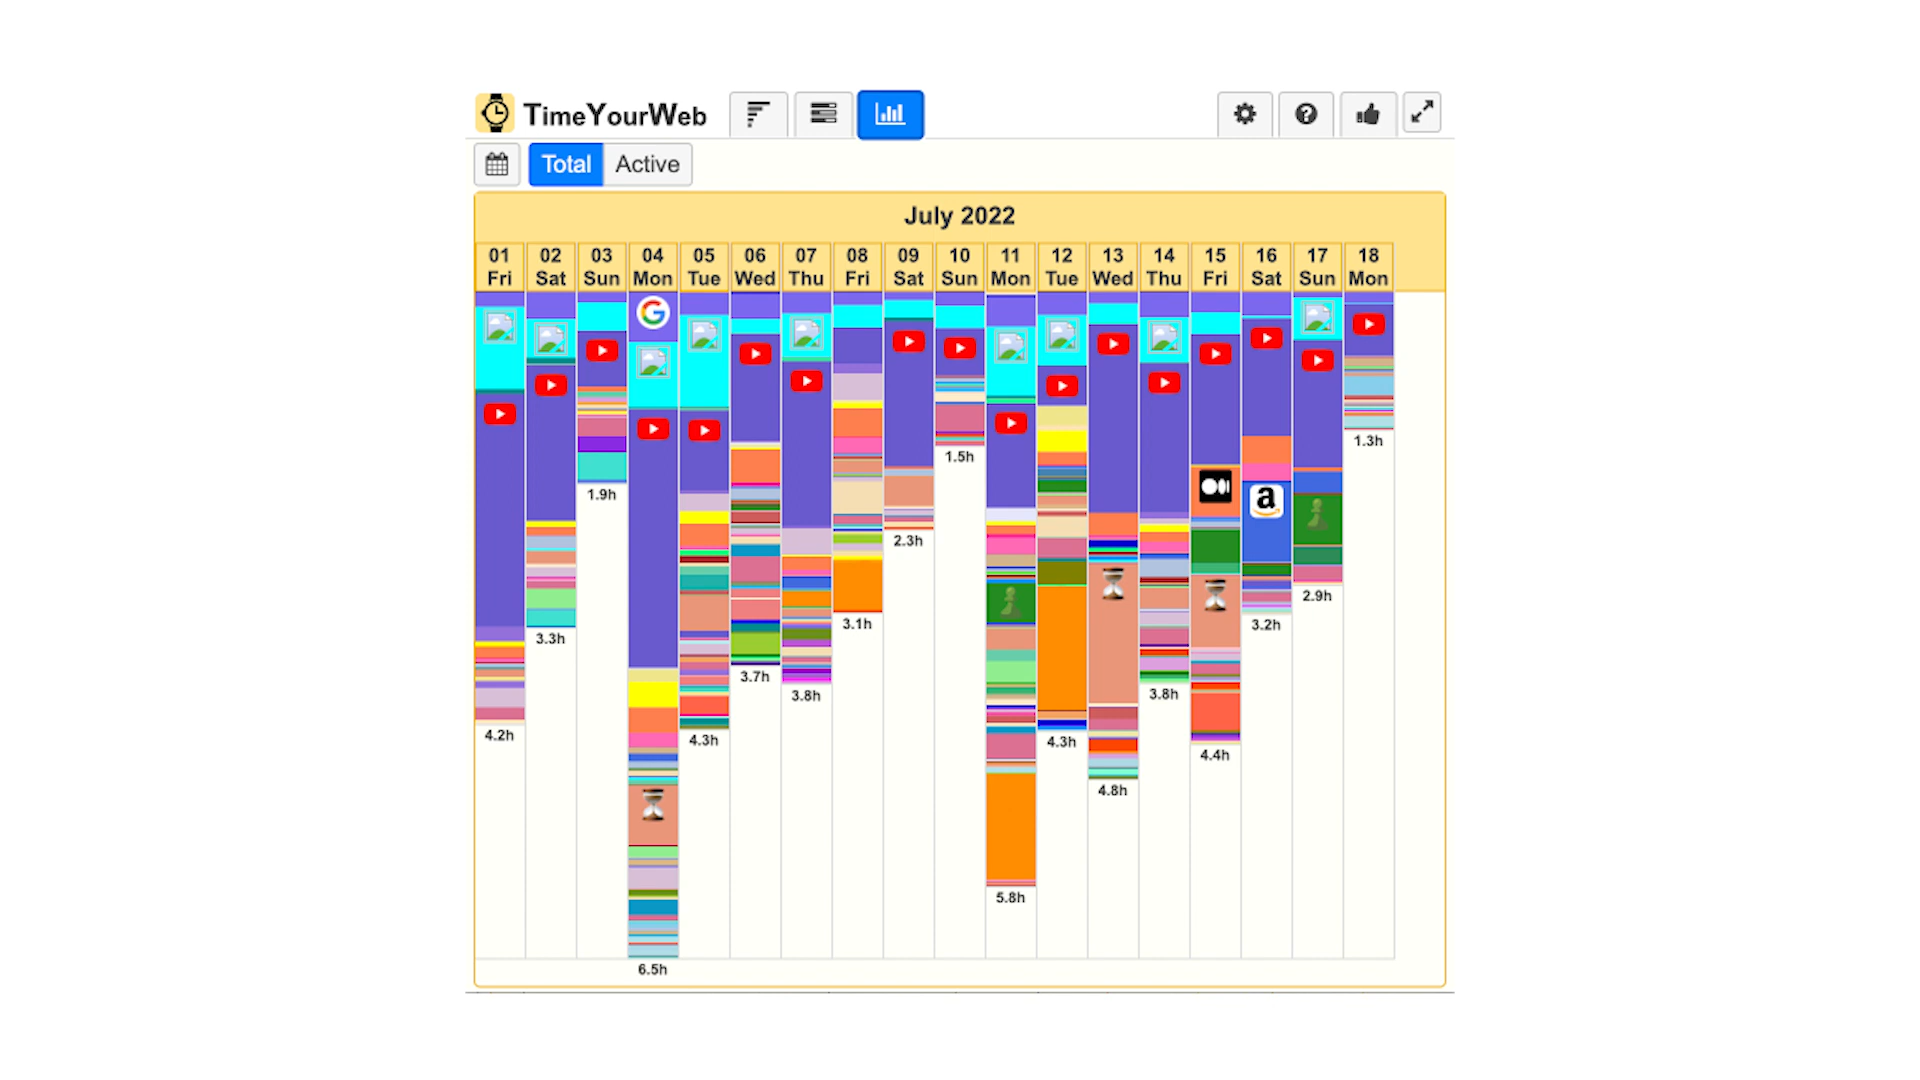 TimeYourWeb
Total Active
July 2022
01 02 03 04 05 06 07 08 09 10 11 12 13 14 15 16 17 18
Fri Sat Sun Mon Tue Wed Thu Fri Sat Sun Mon Tue Wed Thu Fri Sat Sun Mon
1.3h
1.5h
1.9h
2.3h
2.9h
3.1h
3.2h
3.3h
3.7h
3.8h
3.8h
4.2h
4.3h
4.3h
4.4h
4.8h
5.8h
6.5h